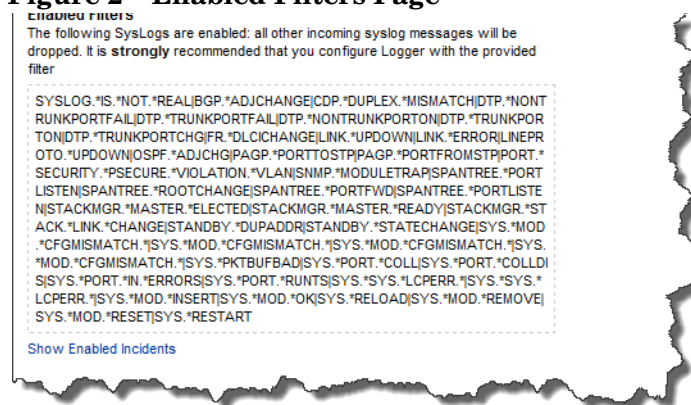 Figure 2 Enabled Filters Page
Enabled Filters
The following SysLogs are enabled: all other incoming syslog messages will be
dropped. It is strongly recommended that you configure Logger with the provided
filter
SYSLOG.*IS.*NOT.*REAL|BGP.*ADJCHANGE|CDP.*DUPLEX.*MISMATCH|DTP.*NONT
RUNKPORTFAIL|DTP.*TRUNKPORTFAIL|DTP.*NONTRUNKPORTON|DTP.*TRUNKPOR
TON|DTP.*TRUNKPORTCHG|FR.*DLCICHANGE|LINK.*UPDOWN|LINK.*ERROR|LINEPR
OTO.*UPDOWN|OSPF.*ADJCHG|PAGP.*PORTTOSTP|PAGP.*PORTFROMSTP|PORT.*
SECURITY.*PSECURE.*VIOLATION.*VLAN|SNMP.*MODULETRAP|SPANTREE.*PORT
LISTEN|SPANTREE.*ROOTCHANGE|SPANTREE.*PORTFWD|SPANTREE.*PORTLISTE
N|STACKMGR.*MASTER.*ELECTED|STACKMGR.*MASTER.*READY|STACKMGR.*ST
ACK.*LINK.*CHANGE|STANDBY.*DUPADDR|STANDBY.*STATECHANGE|SYS.*MOD
.*CFGMISMATCH.*|SYS.*MOD.*CFGMISMATCH.*|SYS.*MOD.*CFGMISMATCH.*|SYS.
*MOD.*CFGMISMATCH.*|SYS.*PKTBUFBAD|SYS.*PORT.*COLL|SYS.*PORT.*COLLDI
S|SYS.*PORT.*IN.*ERRORS|SYS.*PORT.*RUNTS|SYS.*SYS.*LCPERR.*|SYS.*SYS.*
LCPERR.*|SYS.*MOD.*INSERT|SYS.*MOD.*OK|SYS.*RELOAD|SYS.*MOD.*REMOVE|
SYS.*MOD.*RESET|SYS.*RESTART
Show Enabled Incidents